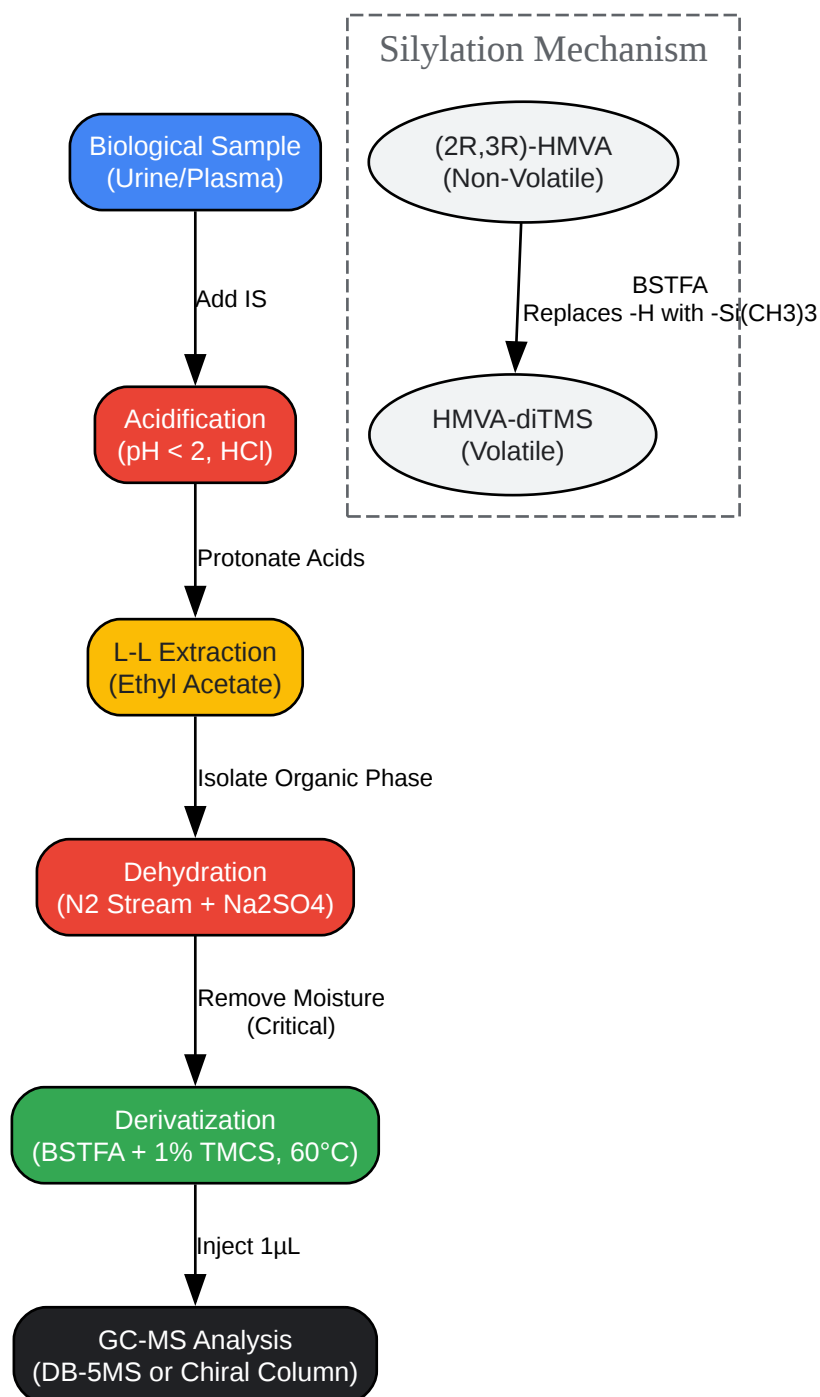 Silylation Mechanism
Biological Sample
(Urine/Plasma)
(2R,3R)-HMVA
(Non-Volatile)
Add IS
BSTFA
Replaces -H with -Si(CH3)3
Acidification
(pH < 2, HCl)
HMVA-diTMS
(Volatile)
Protonate Acids
L-L Extraction
(Ethyl Acetate)
Isolate Organic Phase
Dehydration
(N2 Stream + Na2SO4)
Remove Moisture
(Critical)
Derivatization
(BSTFA + 1% TMCS, 60°C)
Inject 1µL
GC-MS Analysis
(DB-5MS or Chiral Column)